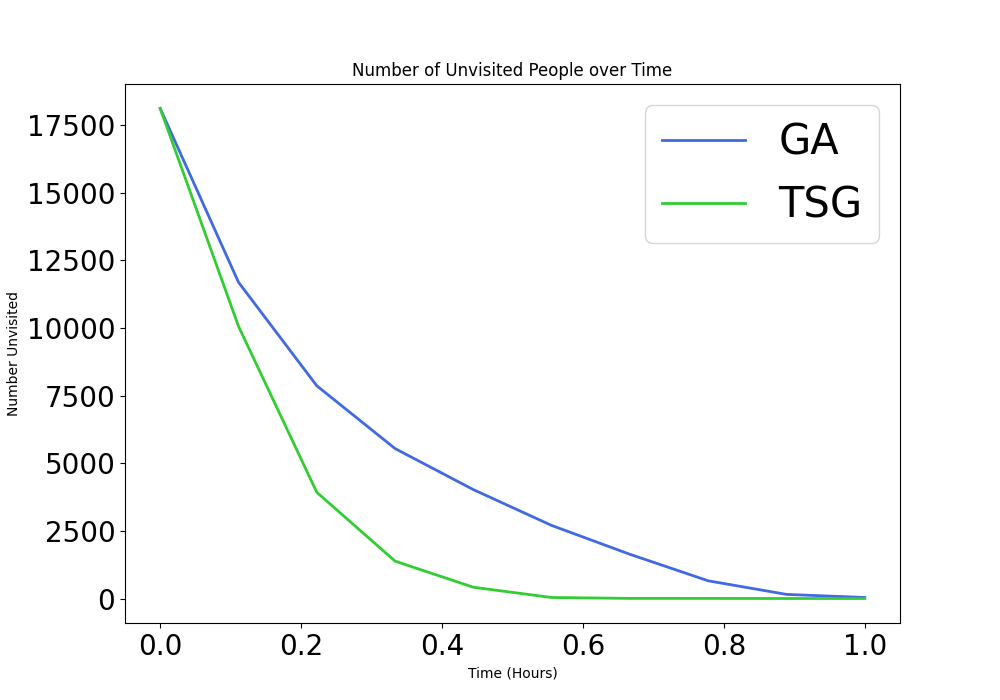 Number of Unvisited People over Time
GA
TSG
17500
15000
12500
10000
7500
5000
2500
0
Number Unvisited
0.0 0.2 0.4 0.6 0.8 1.0
Time (Hours)